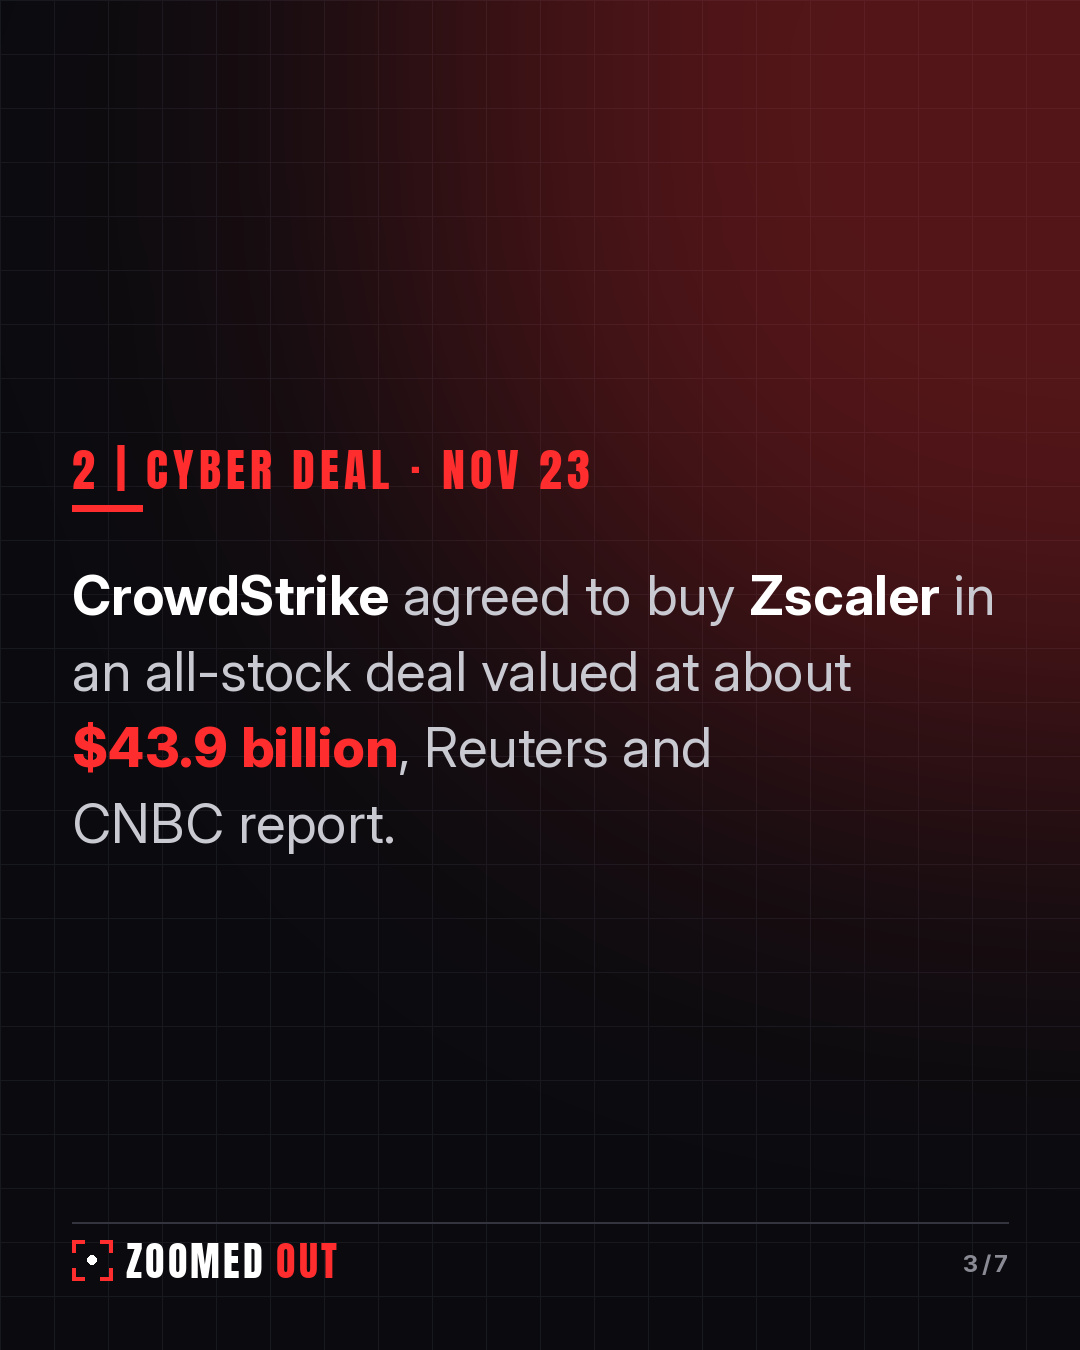 2 | CYBER DEAL · NOV 23
CrowdStrike agreed to buy Zscaler in
an all-stock deal valued at about
$43.9 billion, Reuters and
CNBC report.
ZOOMED OUT
3/7